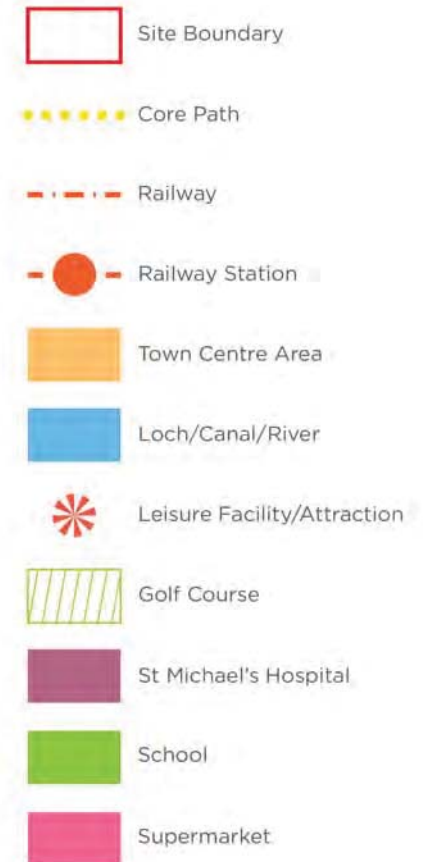 Site Boundary
Core Path
Railway
Railway Station
Town Centre Area
Loch/Canal/River
Leisure Facility/Attraction
Golf Course
St Michael's Hospital
School
Supermarket